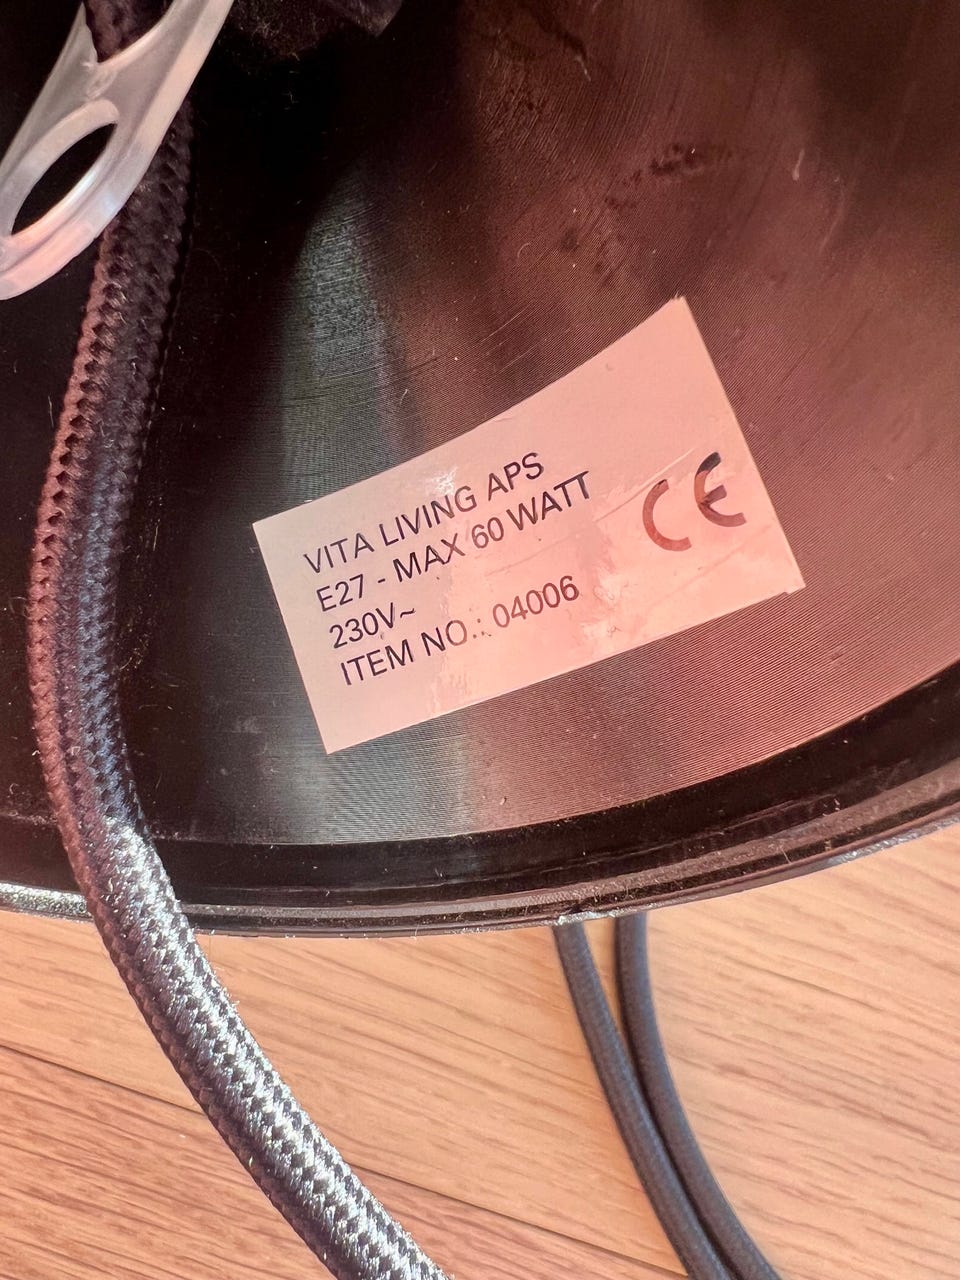 VITA LIVING APS
E27 - MAX 60 WATT
230V~
ITEM NO.: 04006
CE